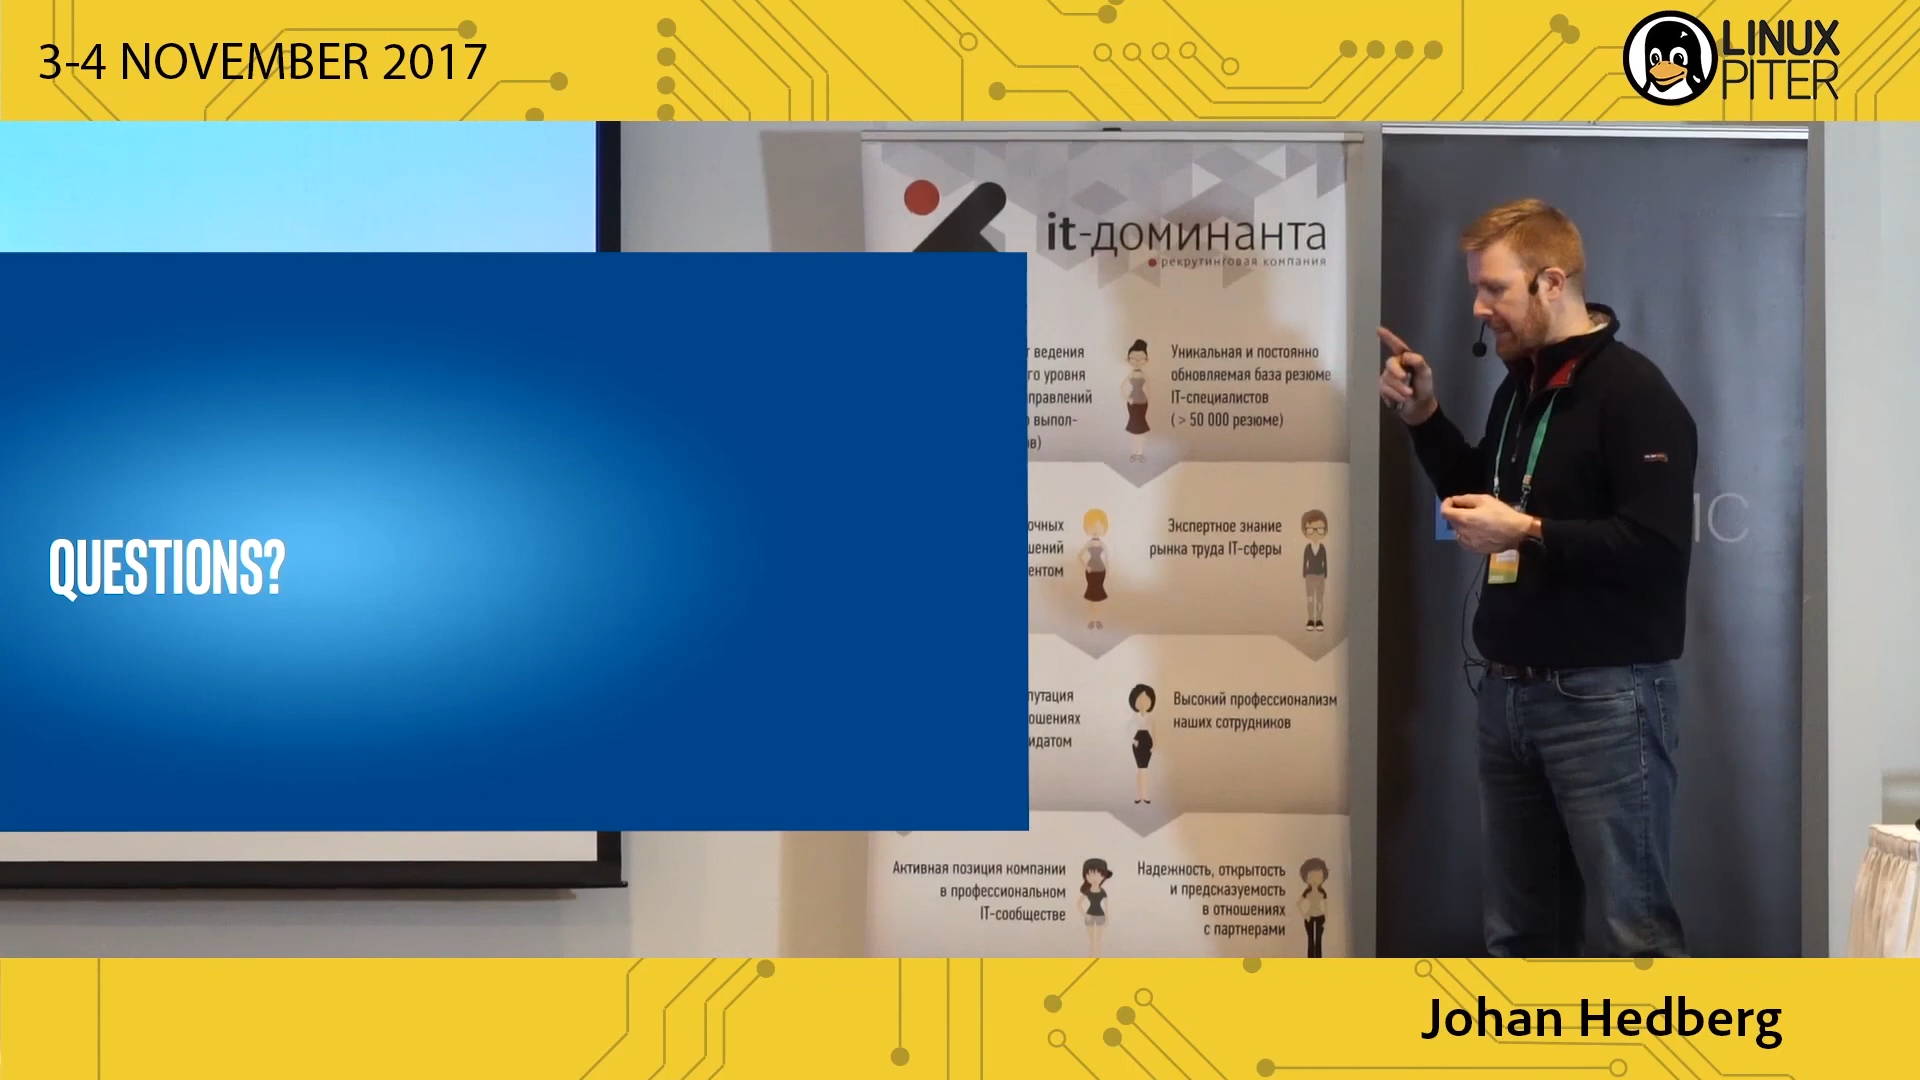 3-4 NOVEMBER 2017
LINUX
PITER
it-доминанта
рекрутинговая компания
ведения
го уровня
правлений
выпол-
ов)
Уникальная и постоянно
обновляемая база резюме
IT-специалистов
( > 50 000 резюме)
QUESTIONS?
очных
шений
ентом
Экспертное знание
рынка труда IT-сферы
IC
путация
ошениях
идатом
Высокий профессионализм
наших сотрудников
Активная позиция компании
в профессиональном
IT-сообществе
Надежность, открытость
и предсказуемость
в отношениях
с партнерами
Johan Hedberg